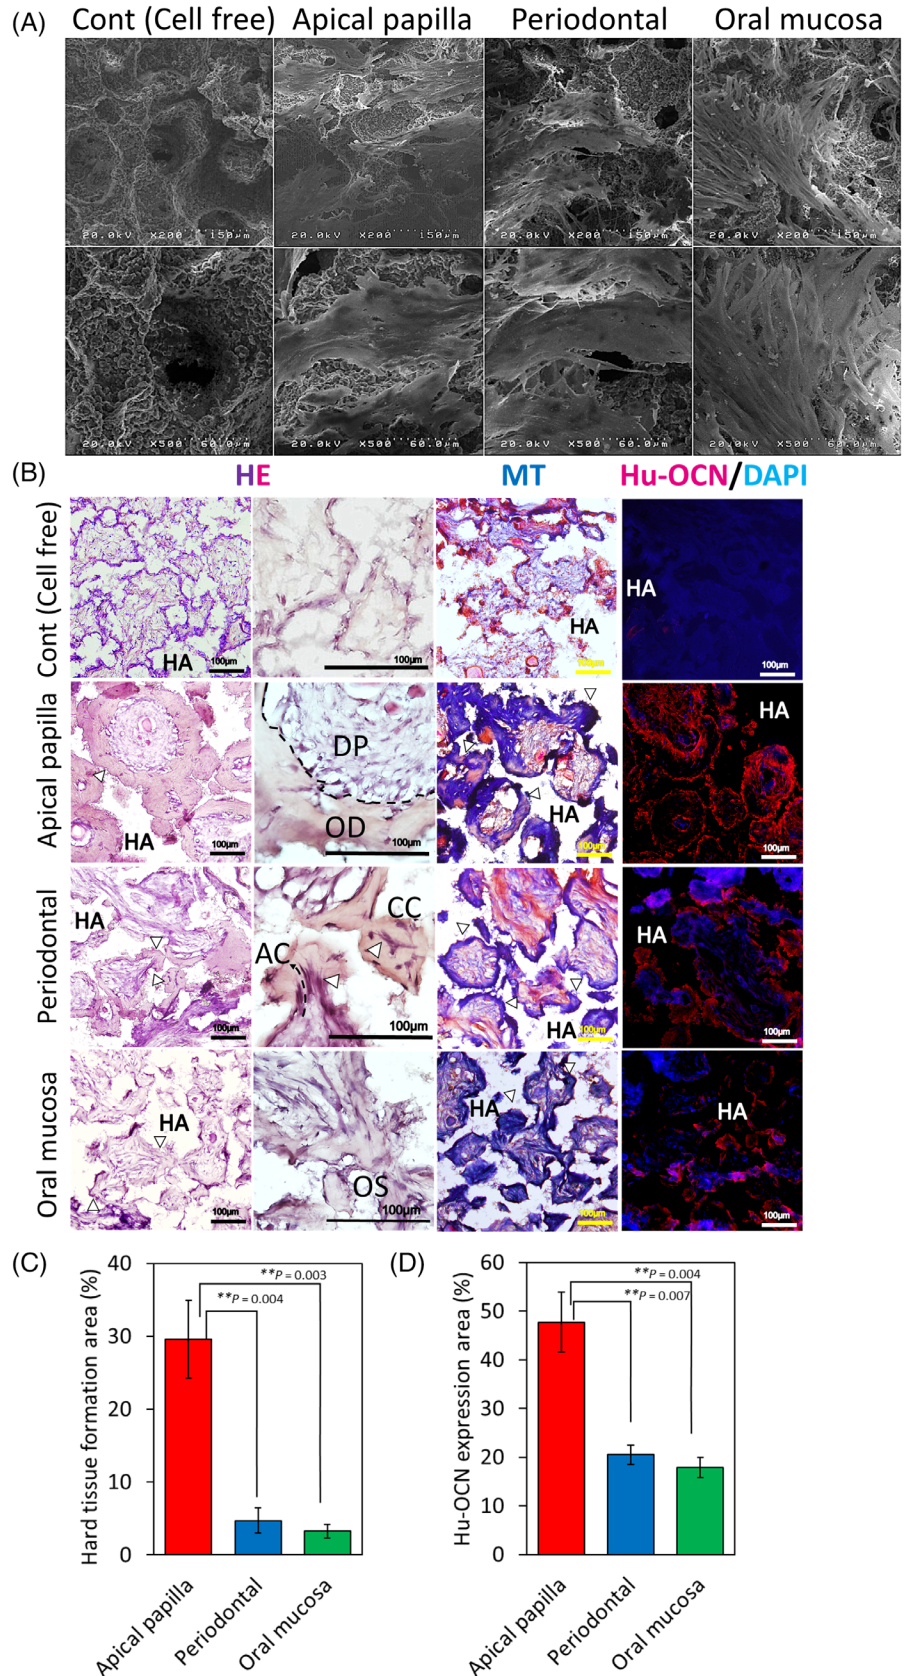 (A) Cont (Cell free) Apical papilla Periodontal Oral mucosa
20.0kV X200 150µm 20.0kV X200 150µm 20.0kV X200 150µm 20.0kV X200 150µm
20.0kV X500 60.0µm 20.0kV X500 60.0µm 20.0kV X500 60.0µm 20.0kV X500 60.0µm
(B) HE MT Hu-OCN/DAPI
Cont (Cell free)
HA 100µm 100µm HA 100µm HA 100µm
Apical papilla
HA 100µm DP OD 100µm HA 100µm HA 100µm
Periodontal
HA 100µm CC AC 100µm HA 100µm HA 100µm
Oral mucosa
HA 100µm OS 100µm HA 100µm HA 100µm
(C)
Hard tissue formation area (%)
40
30
20
10
0
**P = 0.003
**P = 0.004
Apical papilla
Periodontal
Oral mucosa
(D)
Hu-OCN expression area (%)
60
50
40
30
20
10
0
**P = 0.004
**P = 0.007
Apical papilla
Periodontal
Oral mucosa